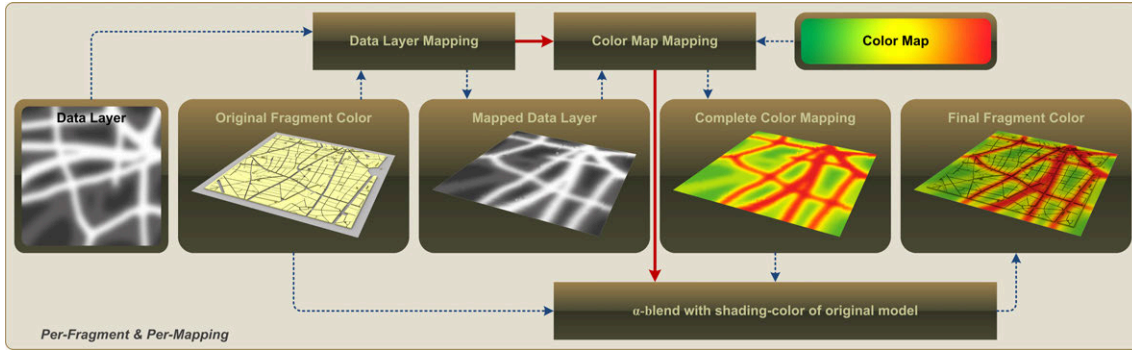 Data Layer Mapping
Color Map Mapping
Color Map
Data Layer
Original Fragment Color
Mapped Data Layer
Complete Color Mapping
Final Fragment Color
α-blend with shading-color of original model
Per-Fragment & Per-Mapping